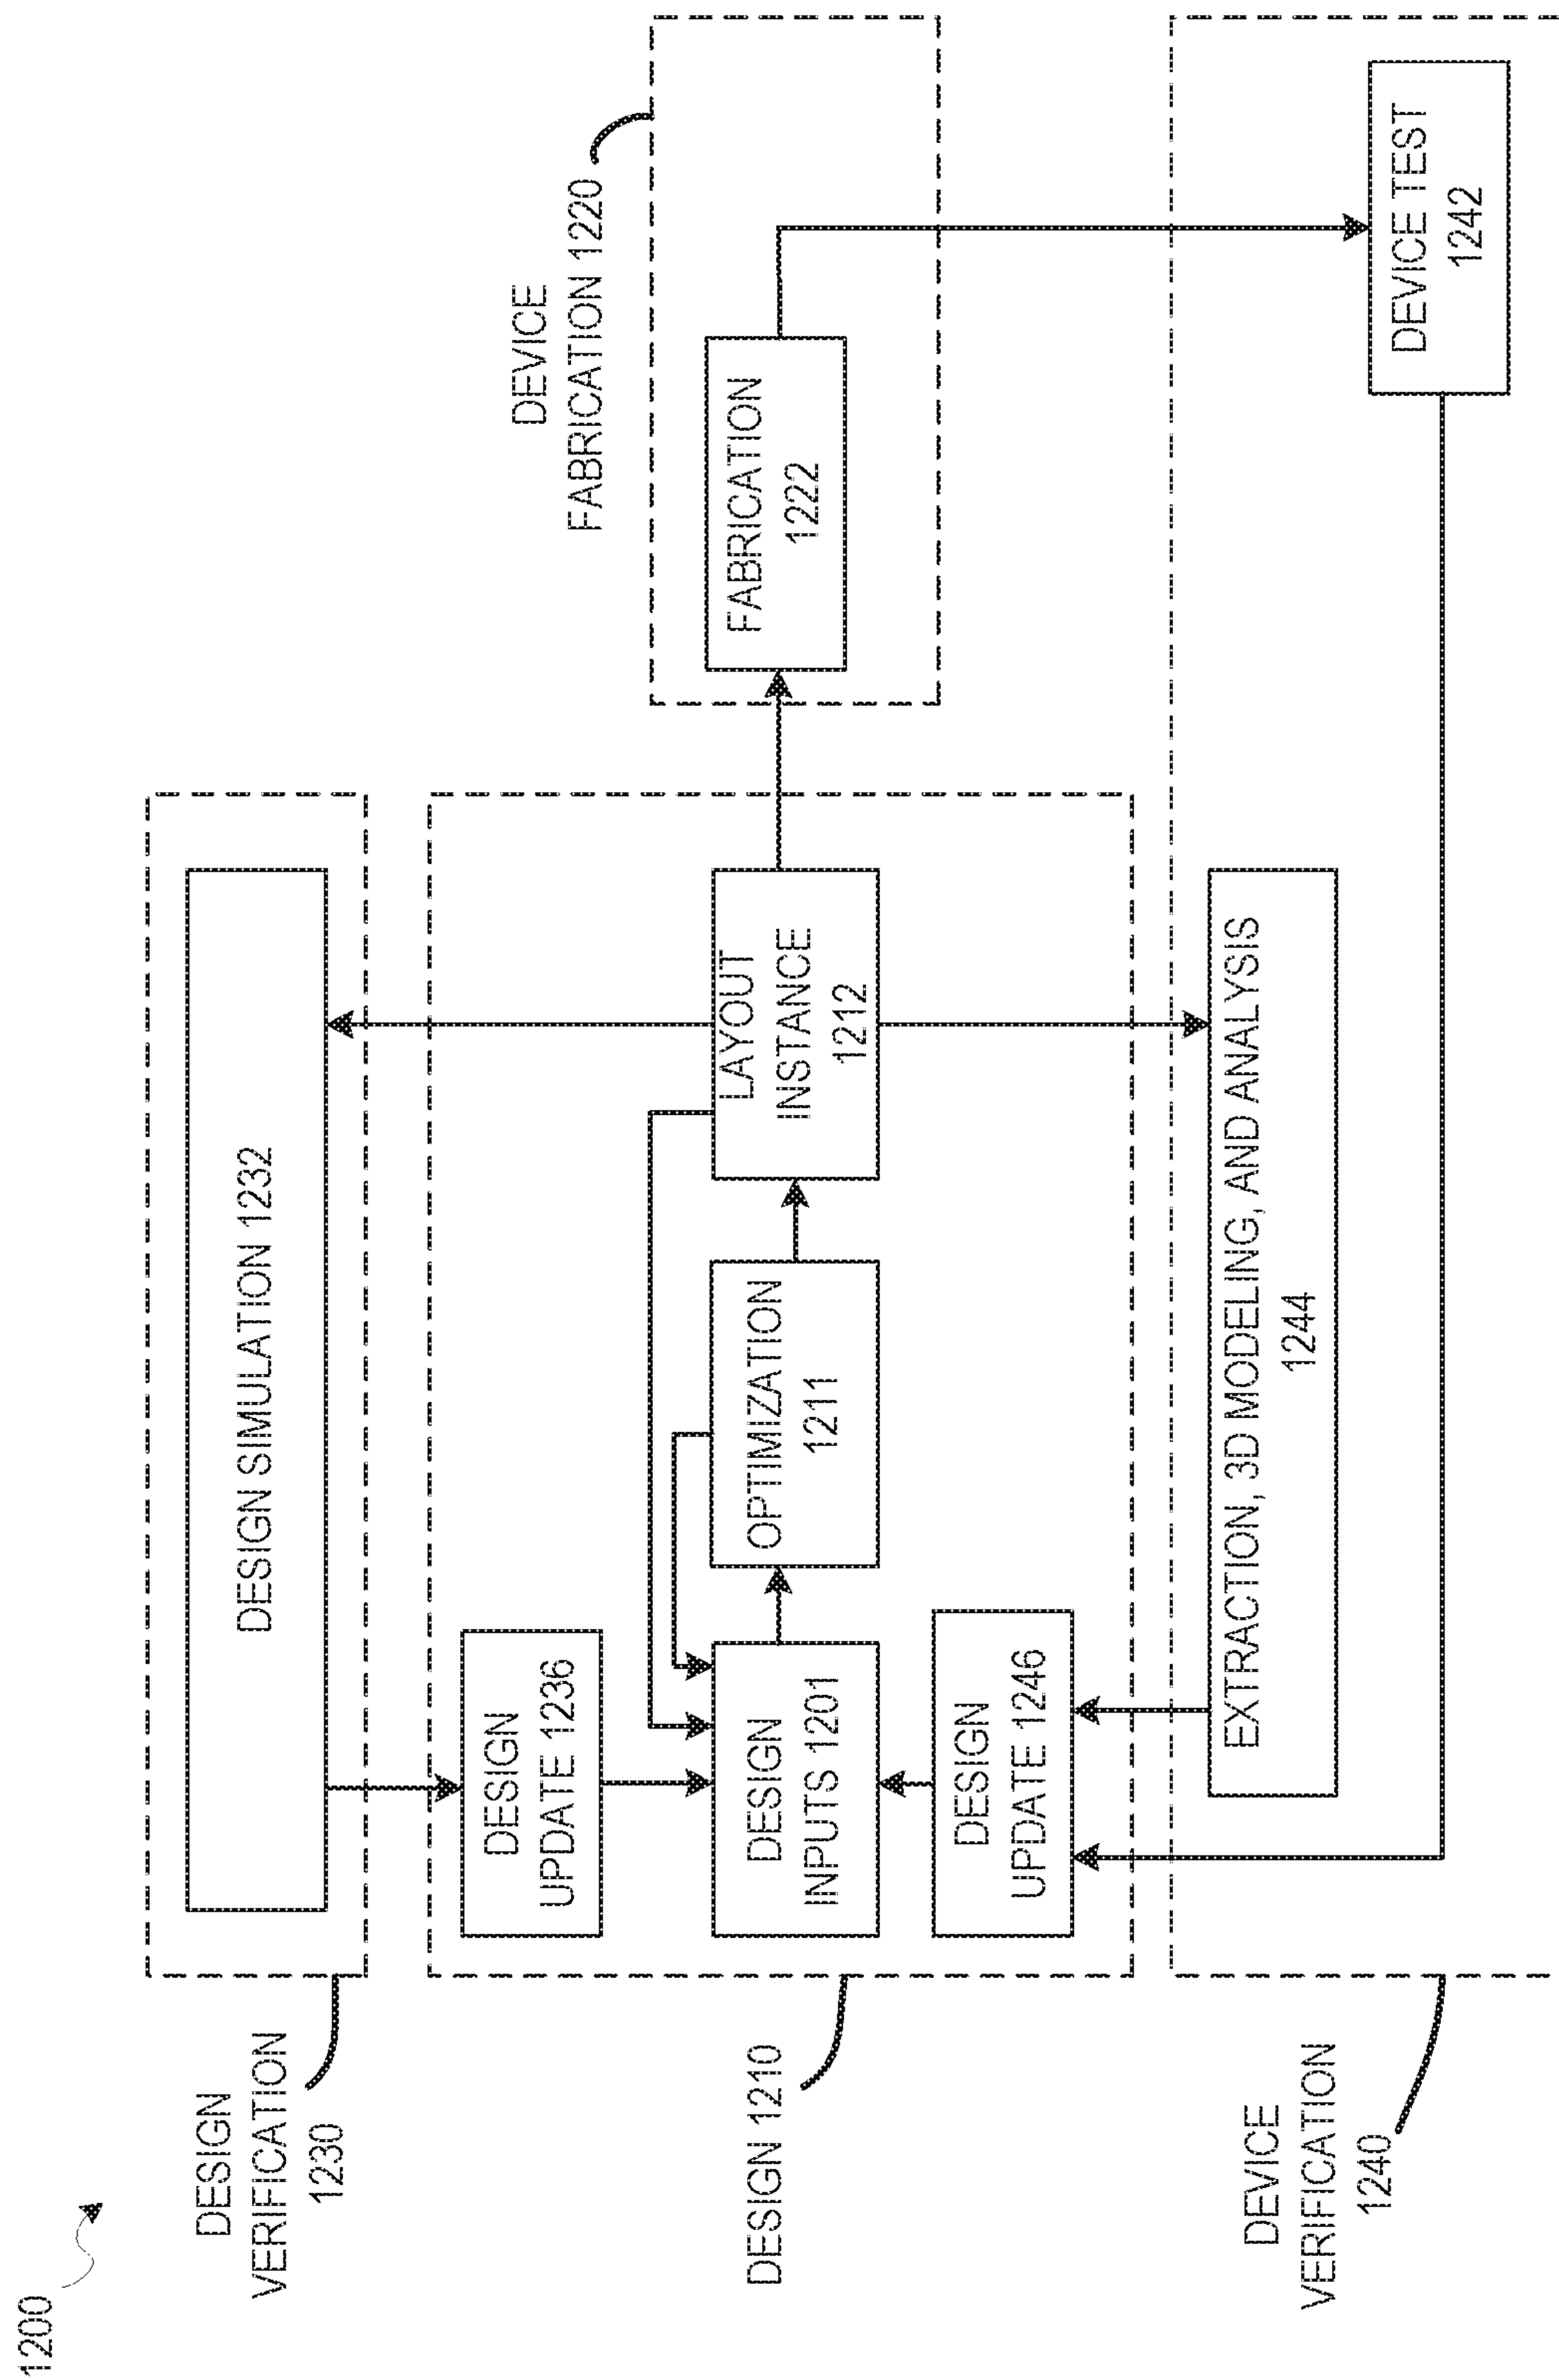 1200
DESIGN
VERIFICATION
1230
DESIGN SIMULATION 1232
DESIGN 1210
DESIGN
UPDATE 1236
DESIGN
INPUTS 1201
OPTIMIZATION
1211
LAYOUT
INSTANCE
1212
DESIGN
UPDATE 1246
DEVICE
FABRICATION 1220
FABRICATION
1222
DEVICE
VERIFICATION
1240
EXTRACTION, 3D MODELING, AND ANALYSIS
1244
DEVICE TEST
1242